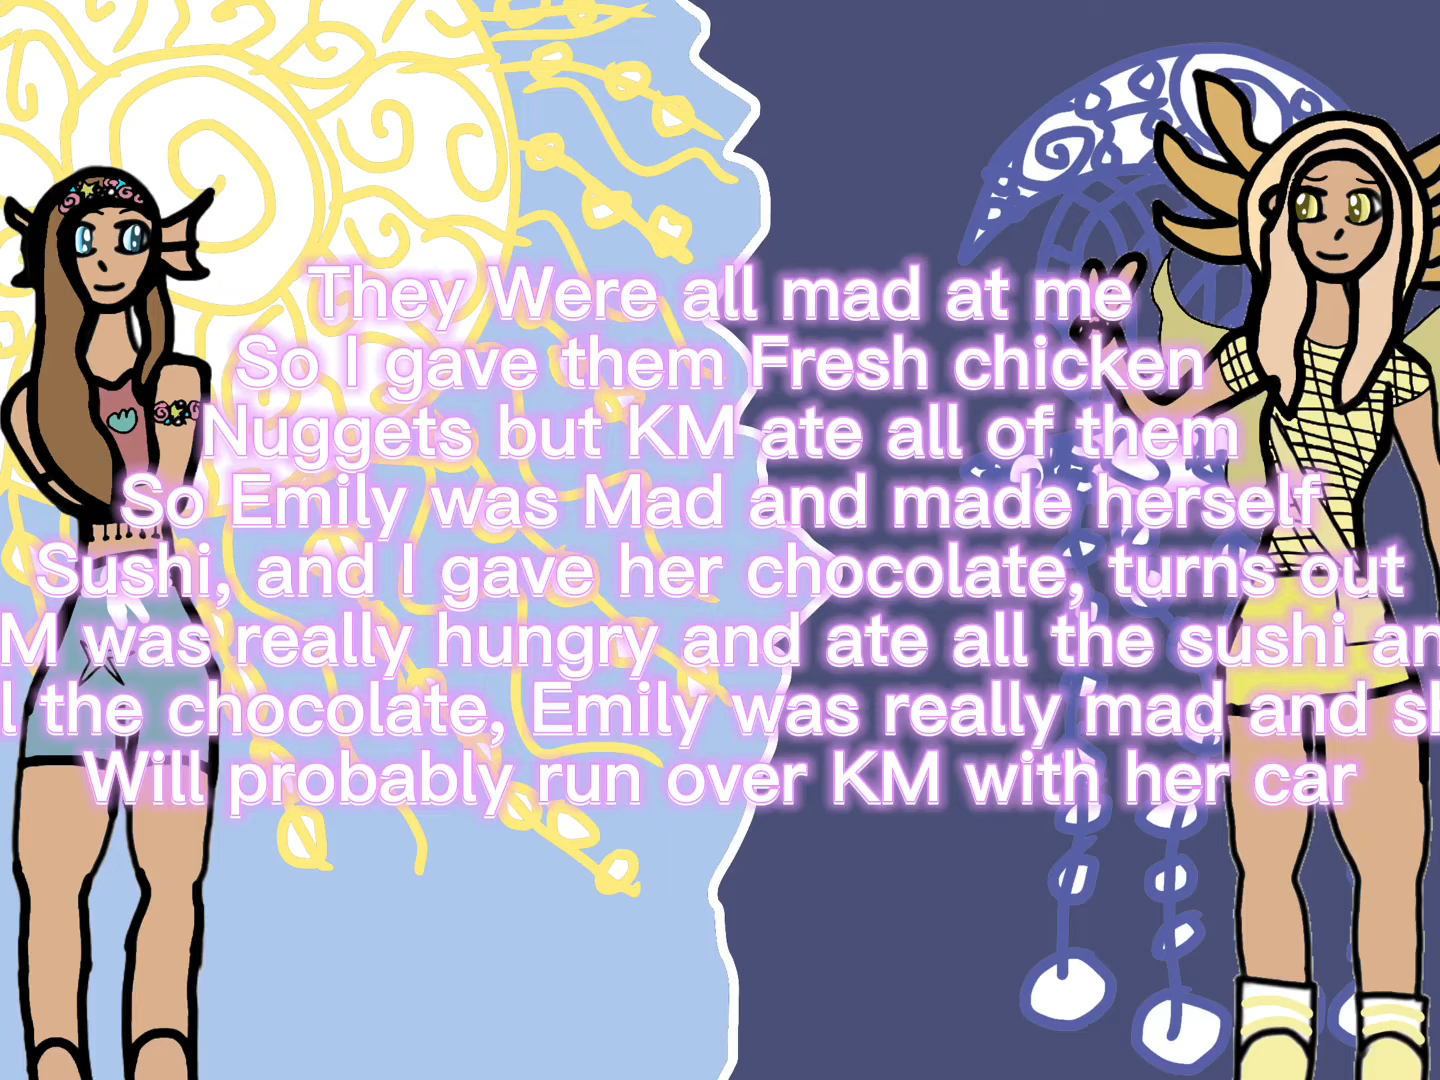 They Were all mad at me
So I gave them Fresh chicken
Nuggets but KM ate all of them
So Emily was Mad and made herself
Sushi, and I gave her chocolate, turns out
M was really hungry and ate all the sushi an
l the chocolate, Emily was really mad and sh
Will probably run over KM with her car